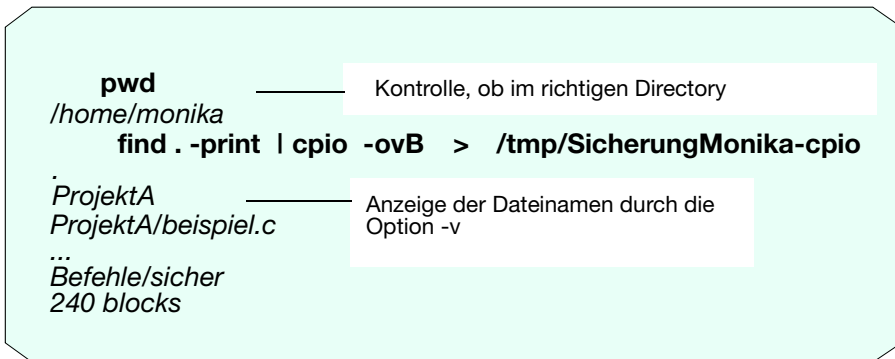 pwd
Kontrolle, ob im richtigen Directory
/home/monika
find . -print | cpio -ovB > /tmp/SicherungMonika-cpio
.
ProjektA
Anzeige der Dateinamen durch die
Option -v
ProjektA/beispiel.c
...
Befehle/sicher
240 blocks